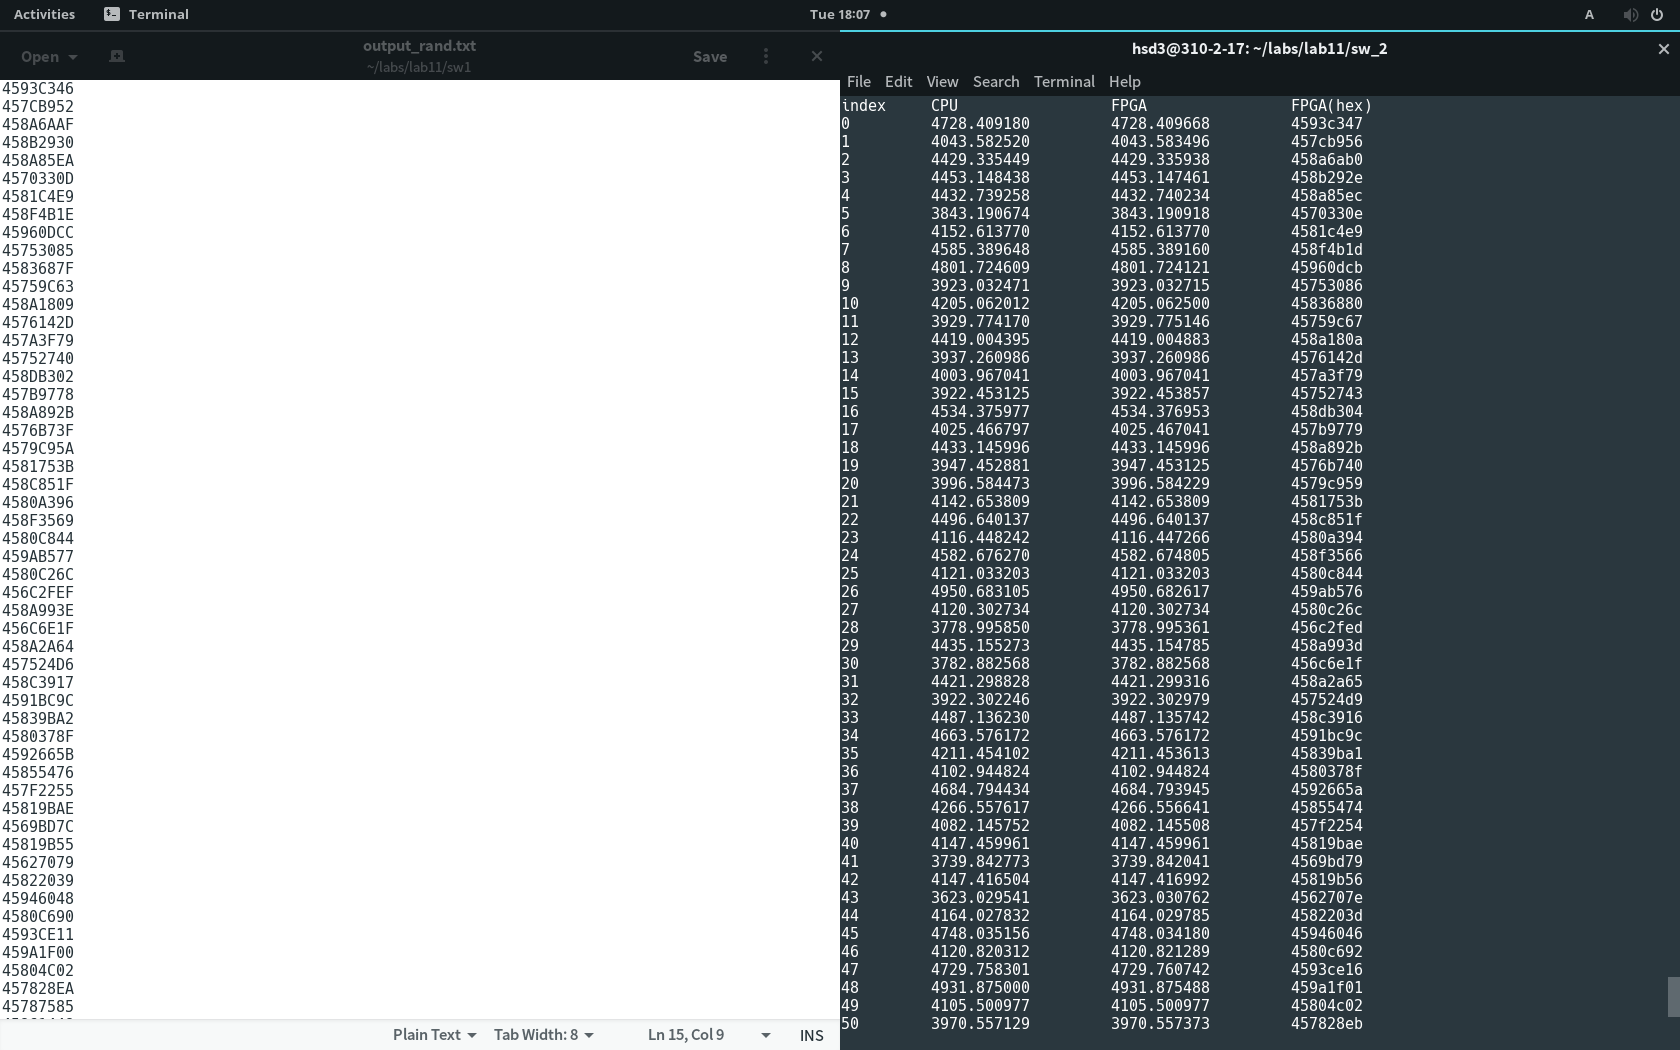 Activities Terminal Tue 18:07 A
Open output_rand.txt Save
~/labs/lab11/sw1
4593C346
457CB952
458A6AAF
458B2930
458A85EA
4570330D
4581C4E9
458F4B1E
45960DCC
45753085
4583687F
45759C63
458A1809
4576142D
457A3F79
45752740
458DB302
457B9778
458A892B
4576B73F
4579C95A
4581753B
458C851F
4580A396
458F3569
4580C844
459AB577
4580C26C
456C2FEF
458A993E
456C6E1F
458A2A64
457524D6
458C3917
4591BC9C
45839BA2
4580378F
4592665B
45855476
457F2255
45819BAE
4569BD7C
45819B55
45627079
45822039
45946048
4580C690
4593CE11
459A1F00
45804C02
457828EA
45787585
Plain Text Tab Width: 8 Ln 15, Col 9 INS
hsd3@310-2-17: ~/labs/lab11/sw_2
File Edit View Search Terminal Help
index CPU FPGA FPGA(hex)
0 4728.409180 4728.409668 4593c347
1 4043.582520 4043.583496 457cb956
2 4429.335449 4429.335938 458a6ab0
3 4453.148438 4453.147461 458b292e
4 4432.739258 4432.740234 458a85ec
5 3843.190674 3843.190918 4570330e
6 4152.613770 4152.613770 4581c4e9
7 4585.389648 4585.389160 458f4b1d
8 4801.724609 4801.724121 45960dcb
9 3923.032471 3923.032715 45753086
10 4205.062012 4205.062500 45836880
11 3929.774170 3929.775146 45759c67
12 4419.004395 4419.004883 458a180a
13 3937.260986 3937.260986 4576142d
14 4003.967041 4003.967041 457a3f79
15 3922.453125 3922.453857 45752743
16 4534.375977 4534.376953 458db304
17 4025.466797 4025.467041 457b9779
18 4433.145996 4433.145996 458a892b
19 3947.452881 3947.453125 4576b740
20 3996.584473 3996.584229 4579c959
21 4142.653809 4142.653809 4581753b
22 4496.640137 4496.640137 458c851f
23 4116.448242 4116.447266 4580a394
24 4582.676270 4582.674805 458f3566
25 4121.033203 4121.033203 4580c844
26 4950.683105 4950.682617 459ab576
27 4120.302734 4120.302734 4580c26c
28 3778.995850 3778.995361 456c2fed
29 4435.155273 4435.154785 458a993d
30 3782.882568 3782.882568 456c6e1f
31 4421.298828 4421.299316 458a2a65
32 3922.302246 3922.302979 457524d9
33 4487.136230 4487.135742 458c3916
34 4663.576172 4663.576172 4591bc9c
35 4211.454102 4211.453613 45839ba1
36 4102.944824 4102.944824 4580378f
37 4684.794434 4684.793945 4592665a
38 4266.557617 4266.556641 45855474
39 4082.145752 4082.145508 457f2254
40 4147.459961 4147.459961 45819bae
41 3739.842773 3739.842041 4569bd79
42 4147.416504 4147.416992 45819b56
43 3623.029541 3623.030762 4562707e
44 4164.027832 4164.029785 4582203d
45 4748.035156 4748.034180 45946046
46 4120.820312 4120.821289 4580c692
47 4729.758301 4729.760742 4593ce16
48 4931.875000 4931.875488 459a1f01
49 4105.500977 4105.500977 45804c02
50 3970.557129 3970.557373 457828eb